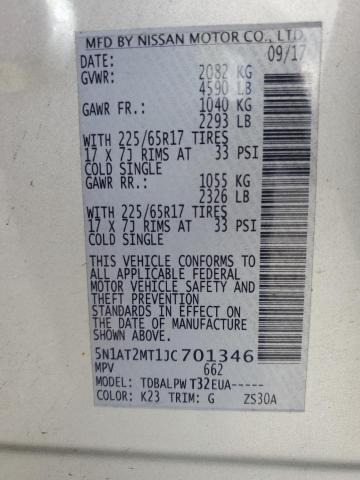 MFD BY NISSAN MOTOR CO., LTD.
DATE: 09/17
GVWR: 2082 KG
4590 LB
GAWR FR.: 1040 KG
2293 LB
WITH 225/65R17 TIRES
17 X 7J RIMS AT 33 PSI
COLD SINGLE
GAWR RR.: 1055 KG
2326 LB
WITH 225/65R17 TIRES
17 X 7J RIMS AT 33 PSI
COLD SINGLE
THIS VEHICLE CONFORMS TO
ALL APPLICABLE FEDERAL
MOTOR VEHICLE SAFETY AND
THEFT PREVENTION
STANDARDS IN EFFECT ON
THE DATE OF MANUFACTURE
SHOWN ABOVE.
5N1AT2MT1JC701346
MPV 662
MODEL: TDBALPW T32EUA----
COLOR: K23 TRIM: G ZS30A